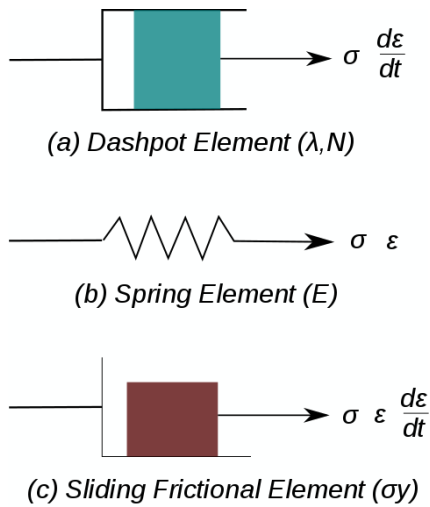 σ dε/dt
(a) Dashpot Element (λ,N)
σ ε
(b) Spring Element (E)
σ ε dε/dt
(c) Sliding Frictional Element (σy)